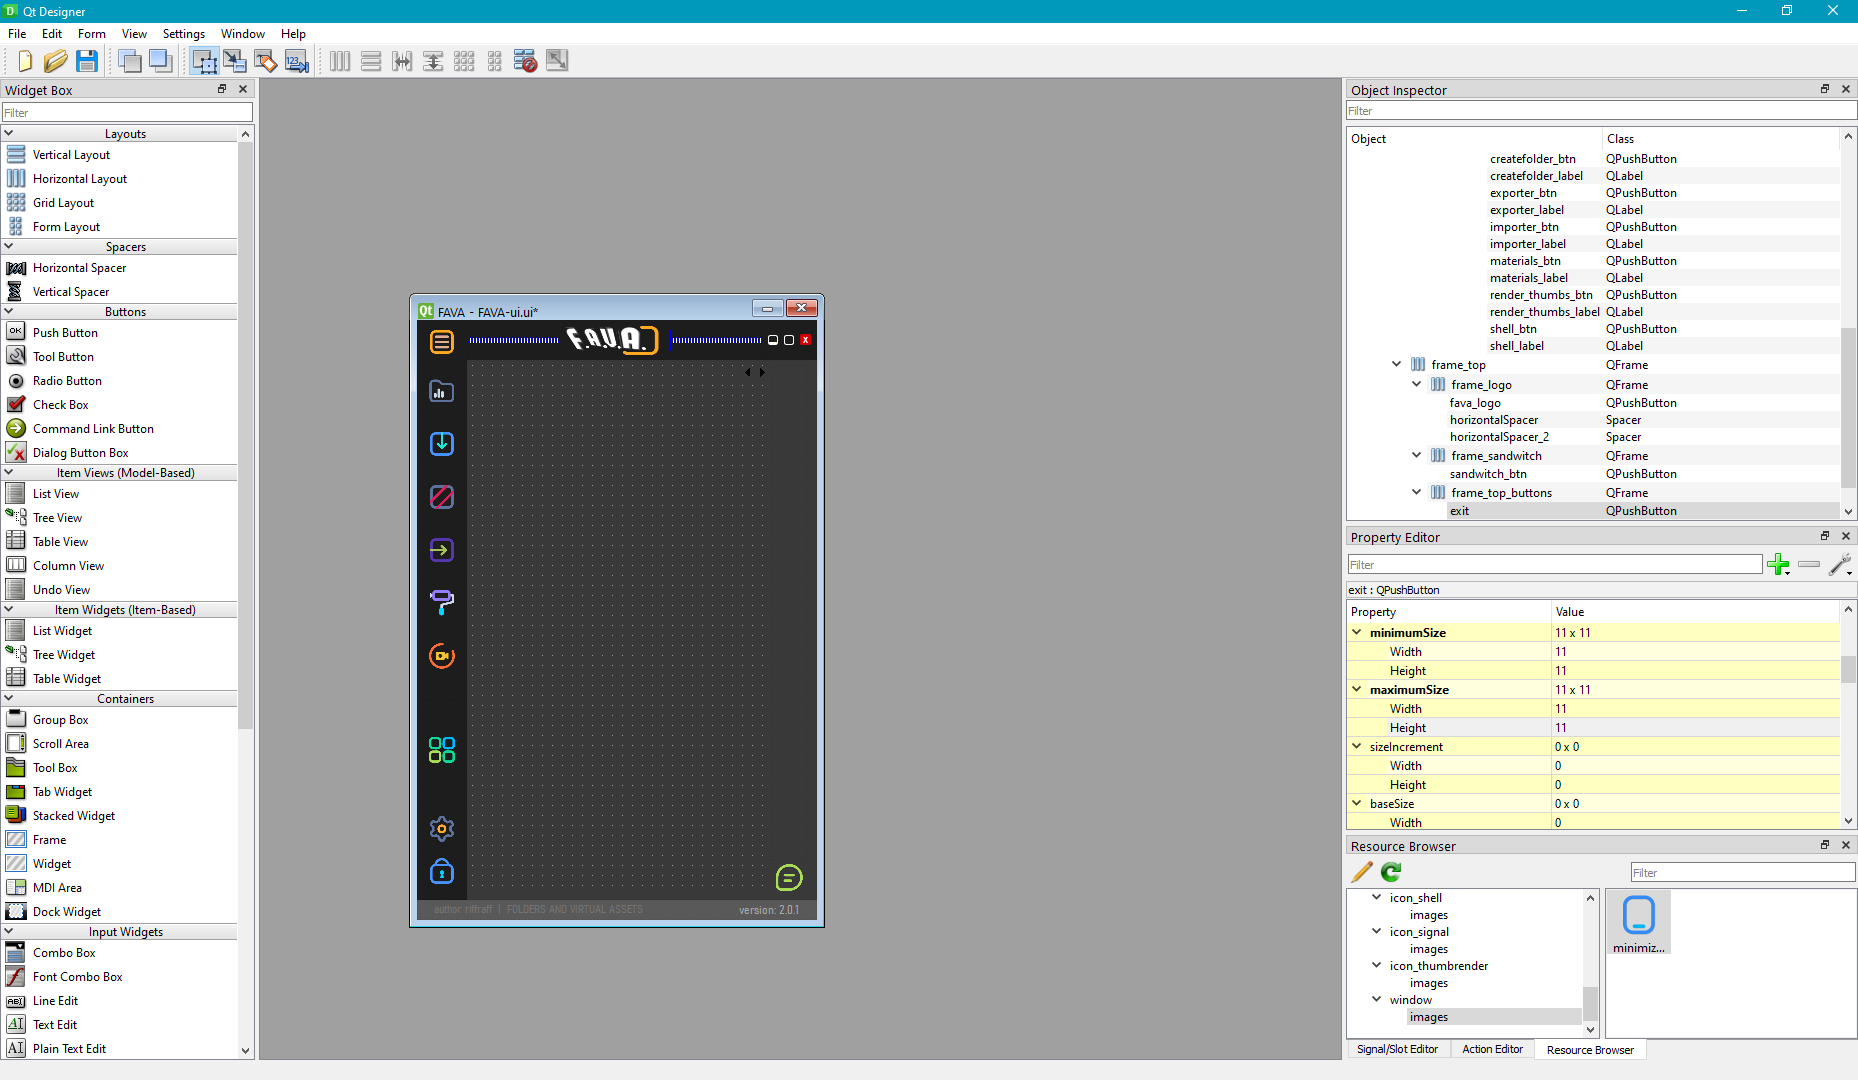 Qt Designer
File Edit Form View Settings Window Help
Widget Box
Filter
Layouts
Vertical Layout
Horizontal Layout
Grid Layout
Form Layout
Spacers
Horizontal Spacer
Vertical Spacer
Buttons
OK Push Button
Tool Button
Radio Button
Check Box
Command Link Button
Dialog Button Box
Item Views (Model-Based)
List View
Tree View
Table View
Column View
Undo View
Item Widgets (Item-Based)
List Widget
Tree Widget
Table Widget
Containers
Group Box
Scroll Area
Tool Box
Tab Widget
Stacked Widget
Frame
Widget
MDI Area
Dock Widget
Input Widgets
Combo Box
Font Combo Box
Line Edit
Text Edit
Plain Text Edit
Qt FAVA - FAVA-ui.ui*
F.A.V.A.
author: riffraff | FOLDERS AND VIRTUAL ASSETS
version: 2.0.1
Object Inspector
Filter
Object Class
createfolder_btn QPushButton
createfolder_label QLabel
exporter_btn QPushButton
exporter_label QLabel
importer_btn QPushButton
importer_label QLabel
materials_btn QPushButton
materials_label QLabel
render_thumbs_btn QPushButton
render_thumbs_label QLabel
shell_btn QPushButton
shell_label QLabel
frame_top QFrame
frame_logo QFrame
fava_logo QPushButton
horizontalSpacer Spacer
horizontalSpacer_2 Spacer
frame_sandwitch QFrame
sandwitch_btn QPushButton
frame_top_buttons QFrame
exit QPushButton
Property Editor
Filter
exit : QPushButton
Property Value
minimumSize 11 x 11
Width 11
Height 11
maximumSize 11 x 11
Width 11
Height 11
sizeIncrement 0 x 0
Width 0
Height 0
baseSize 0 x 0
Width 0
Resource Browser
Filter
icon_shell
images
icon_signal
images
icon_thumbrender
images
window
images
minimiz...
Signal/Slot Editor Action Editor Resource Browser